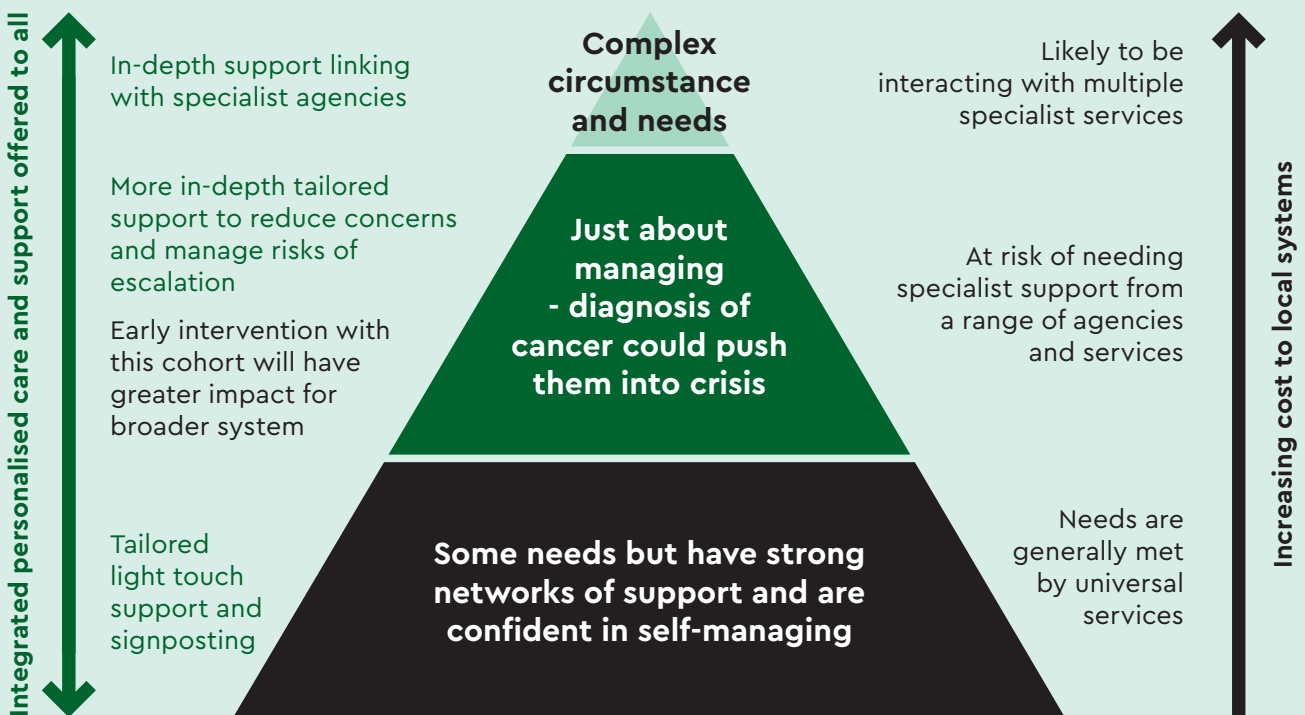 Integrated personalised care and support offered to all
In-depth support linking
with specialist agencies
More in-depth tailored
support to reduce concerns
and manage risks of
escalation
Early intervention with
this cohort will have
greater impact for
broader system
Tailored
light touch
support and
signposting
Complex
circumstance
and needs
Just about
managing
- diagnosis of
cancer could push
them into crisis
Some needs but have strong
networks of support and are
confident in self-managing
Likely to be
interacting with multiple
specialist services
At risk of needing
specialist support from
a range of agencies
and services
Needs are
generally met
by universal
services
Increasing cost to local systems